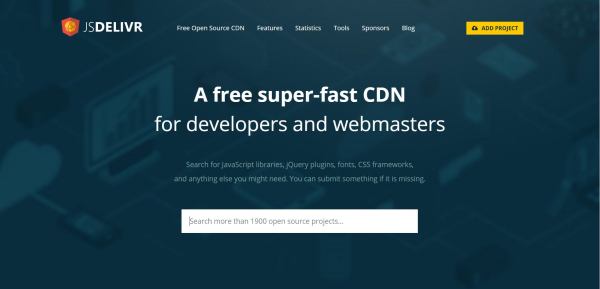 JSDELIVR
Free Open Source CDN Features Statistics Tools Sponsors Blog
ADD PROJECT
A free super-fast CDN
for developers and webmasters
Search for JavaScript libraries, jQuery plugins, fonts, CSS frameworks,
and anything else you might need. You can submit something if it is missing.
Search more than 1900 open source projects...